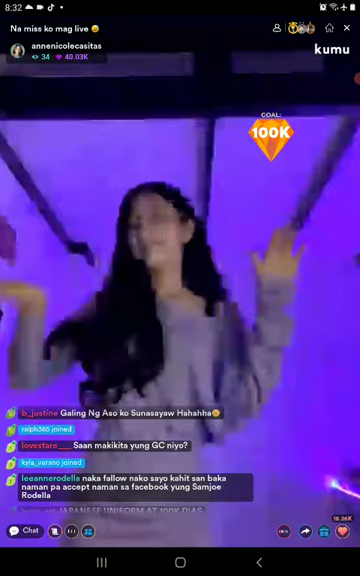 8:32
Na miss ko mag live 😄
annenicolecasitas
34 40.03K
kumu
GOAL:
100K
b_justine Galing Ng Aso ko Sunasayaw Hahahha😄
ralph365 joined
lovestare___ Saan makikita yung GC niyo?
kyla_verano joined
leeannerodella naka fallow nako sayo kahit san baka
naman pa accept naman sa facebook yung Samjoe
Rodella
JAPANESE UNIFORM AT 100K DIAS
18.26K
Chat